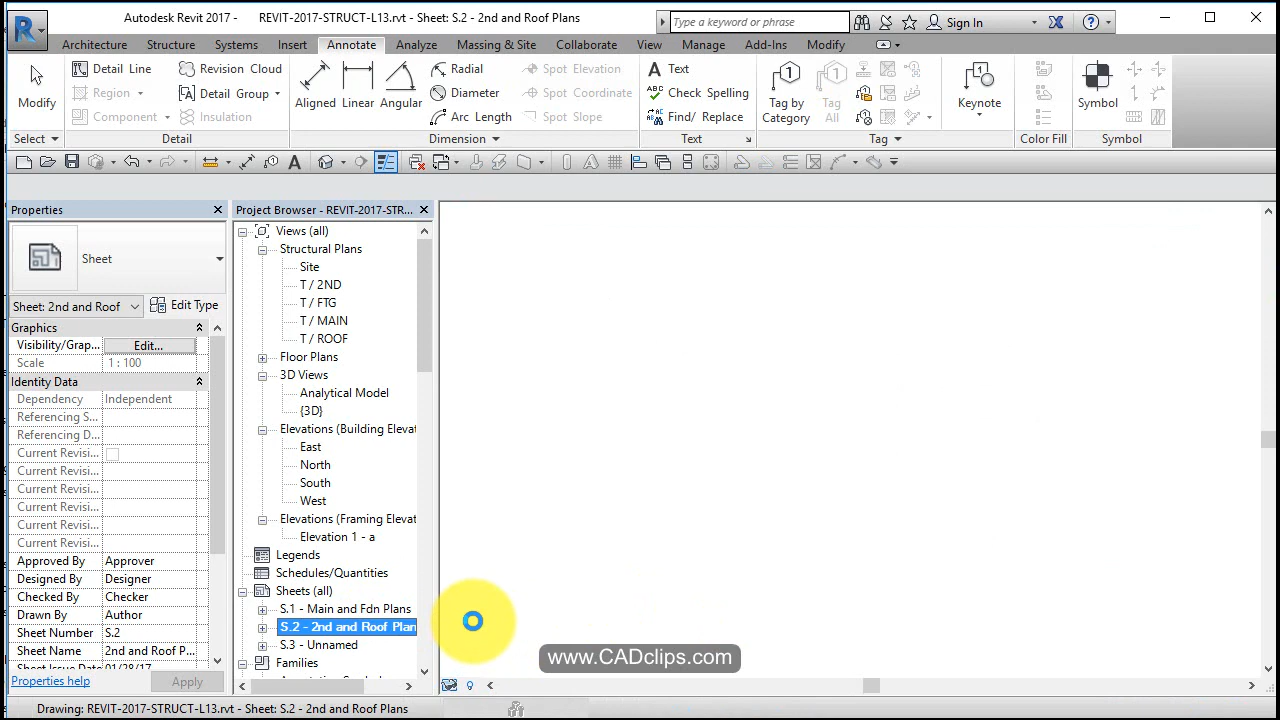 Autodesk Revit 2017 - REVIT-2017-STRUCT-L13.rvt - Sheet: S.2 - 2nd and Roof Plans
Type a keyword or phrase
Sign In
Architecture Structure Systems Insert Annotate Analyze Massing & Site Collaborate View Manage Add-Ins Modify
Modify
Select
Detail Line
Region
Component
Revision Cloud
Detail Group
Insulation
Detail
Aligned
Linear
Angular
Radial
Diameter
Arc Length
Spot Elevation
Spot Coordinate
Spot Slope
Dimension
Text
Check Spelling
Find/ Replace
Text
Tag by
Category
Tag
All
Tag
Keynote
Color Fill
Symbol
Symbol
Properties
Sheet
Sheet: 2nd and Roof
Edit Type
Graphics
Visibility/Grap... Edit...
Scale 1 : 100
Identity Data
Dependency Independent
Referencing S...
Referencing D...
Current Revisi...
Current Revisi...
Current Revisi...
Current Revisi...
Current Revisi...
Current Revisi...
Approved By Approver
Designed By Designer
Checked By Checker
Drawn By Author
Sheet Number S.2
Sheet Name 2nd and Roof P...
Sheet Issue Date 01/28/17
Properties help
Apply
Project Browser - REVIT-2017-STR...
Views (all)
Structural Plans
Site
T / 2ND
T / FTG
T / MAIN
T / ROOF
Floor Plans
3D Views
Analytical Model
{3D}
Elevations (Building Elevat
East
North
South
West
Elevations (Framing Elevat
Elevation 1 - a
Legends
Schedules/Quantities
Sheets (all)
S.1 - Main and Fdn Plans
S.2 - 2nd and Roof Plan
S.3 - Unnamed
Families
www.CADclips.com
Drawing: REVIT-2017-STRUCT-L13.rvt - Sheet: S.2 - 2nd and Roof Plans